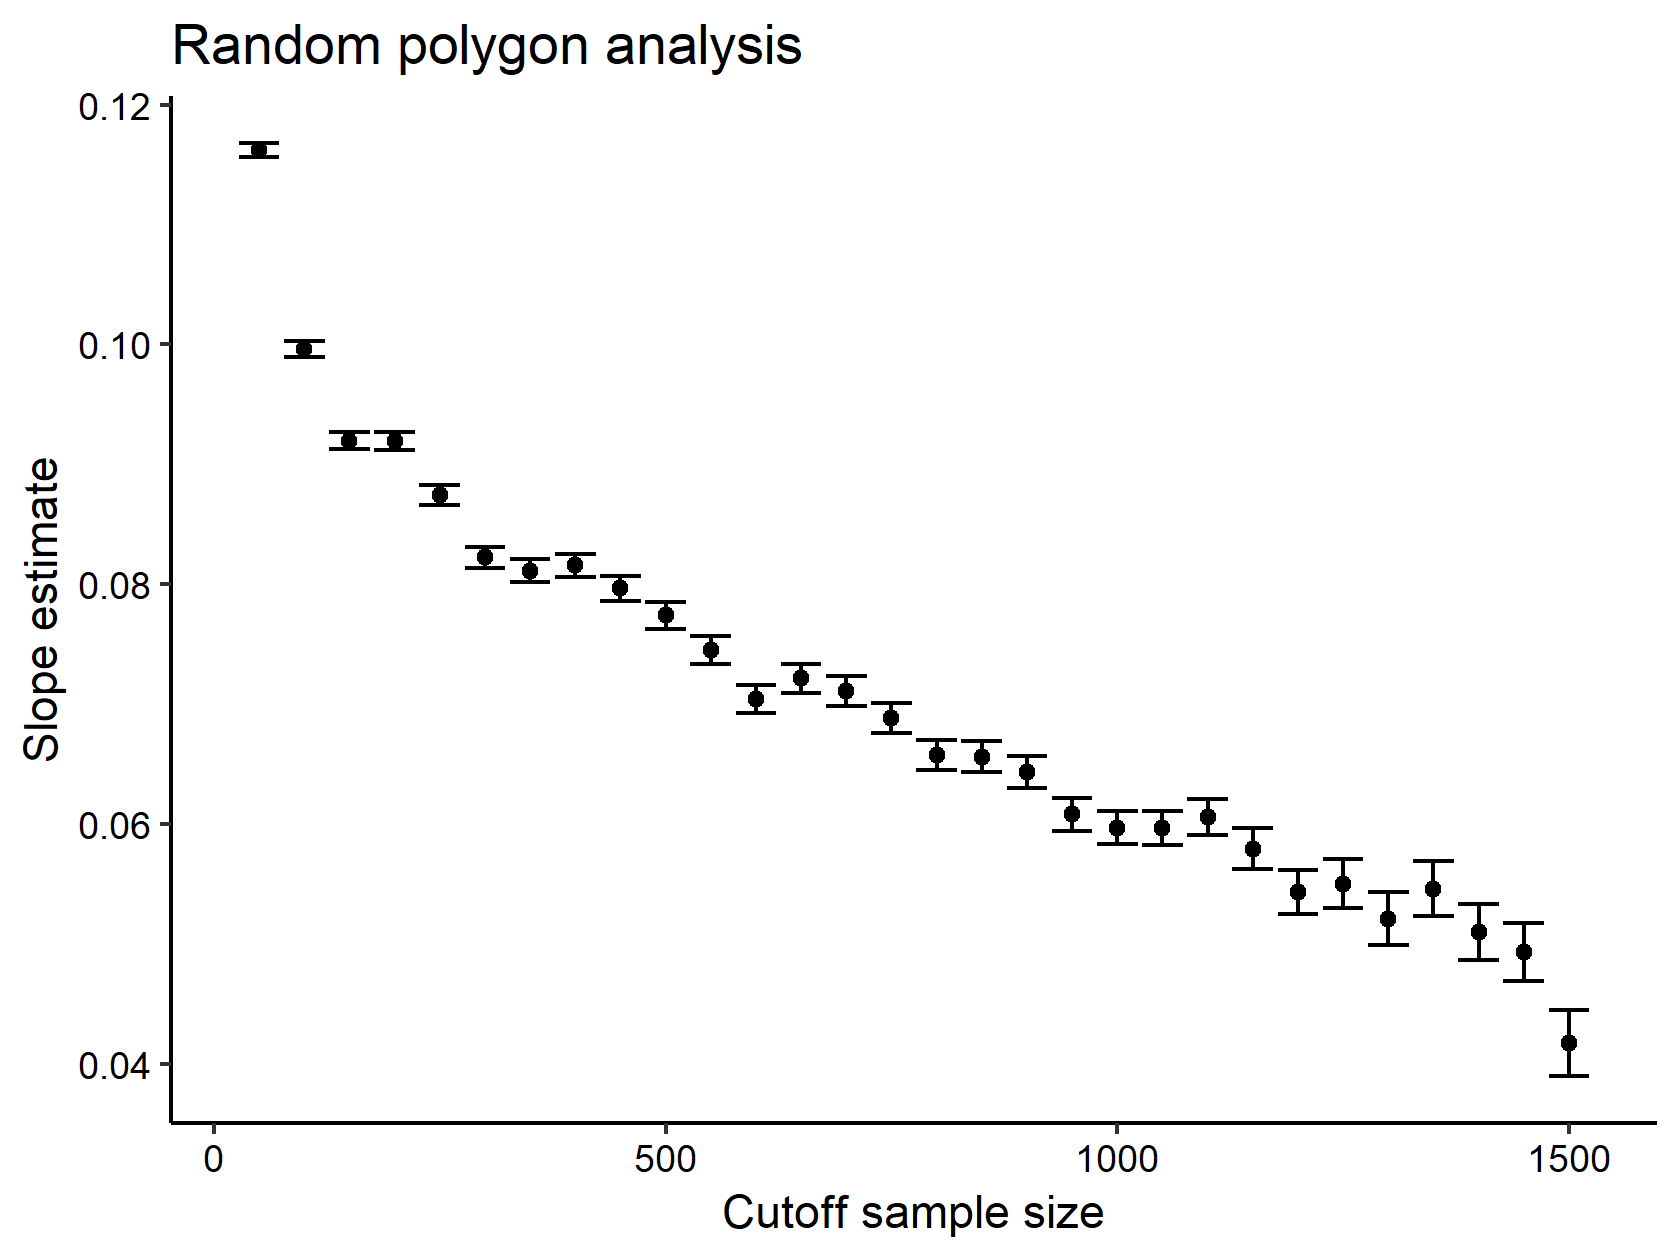 Random polygon analysis
0.12
0.10
0.08
0.06
0.04
Slope estimate
0 500 1000 1500
Cutoff sample size